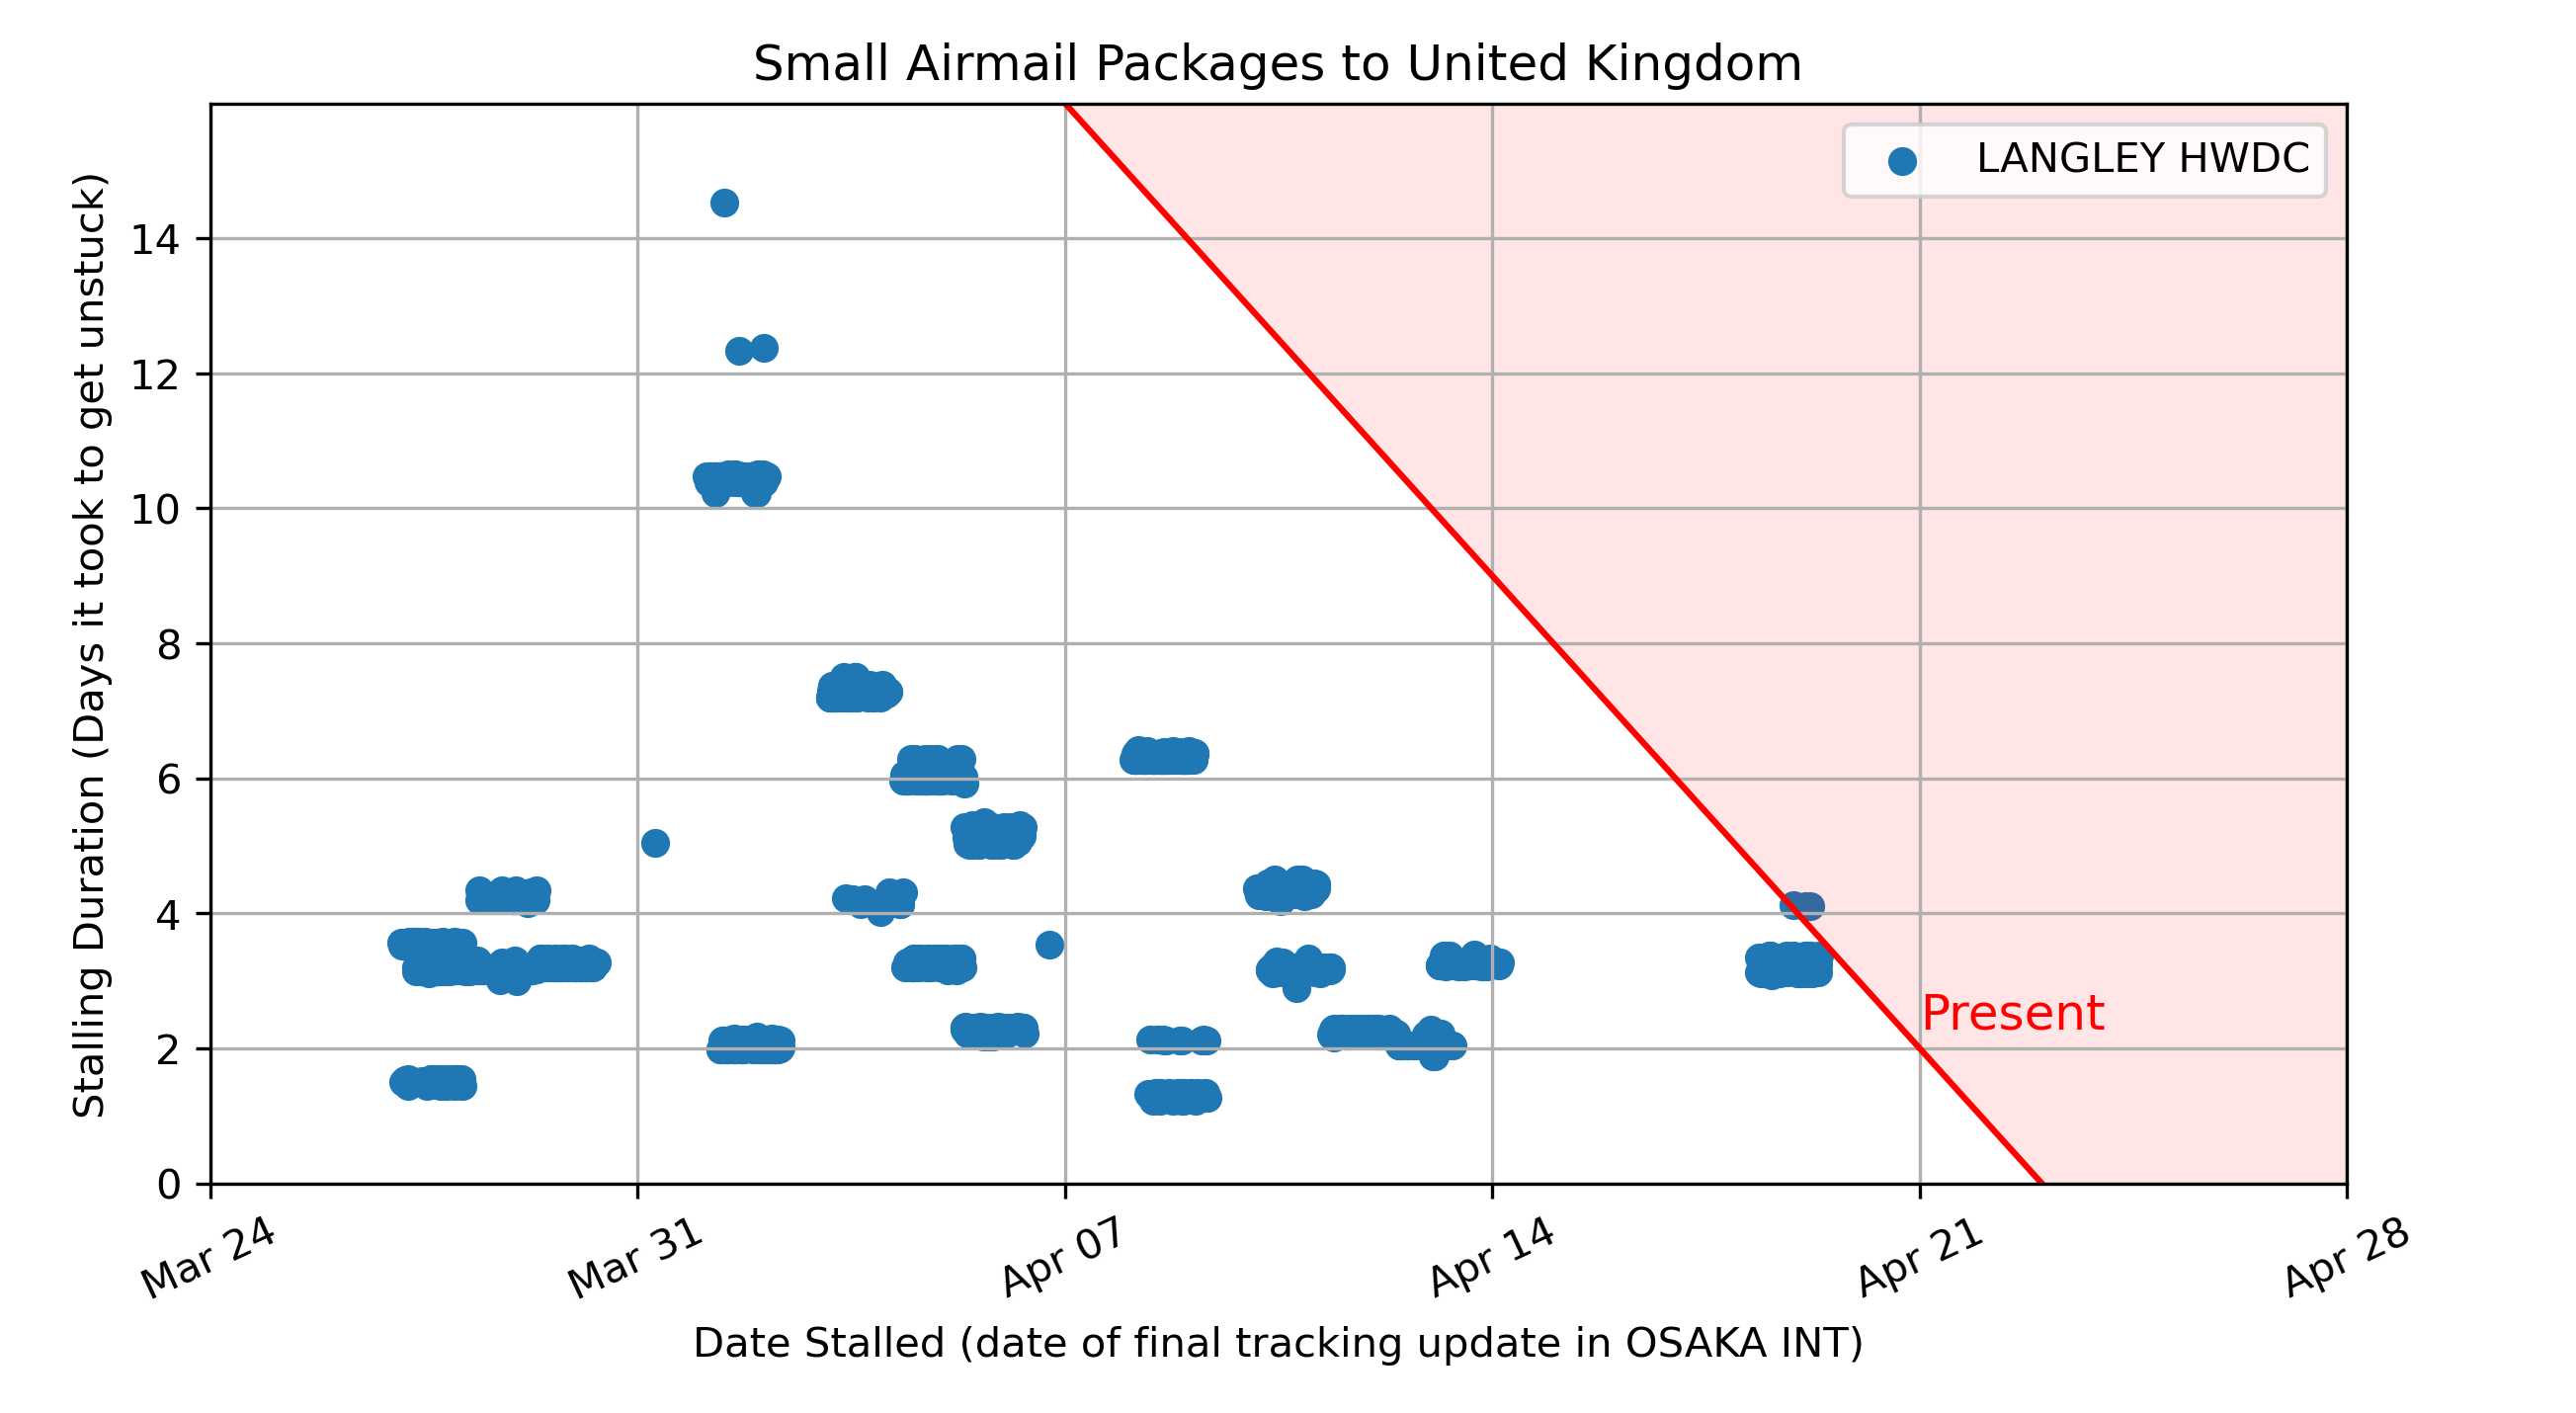 Small Airmail Packages to United Kingdom
LANGLEY HWDC
Stalling Duration (Days it took to get unstuck)
14
12
10
8
6
4
2
0
Present
Mar 24
Mar 31
Apr 07
Apr 14
Apr 21
Apr 28
Date Stalled (date of final tracking update in OSAKA INT)